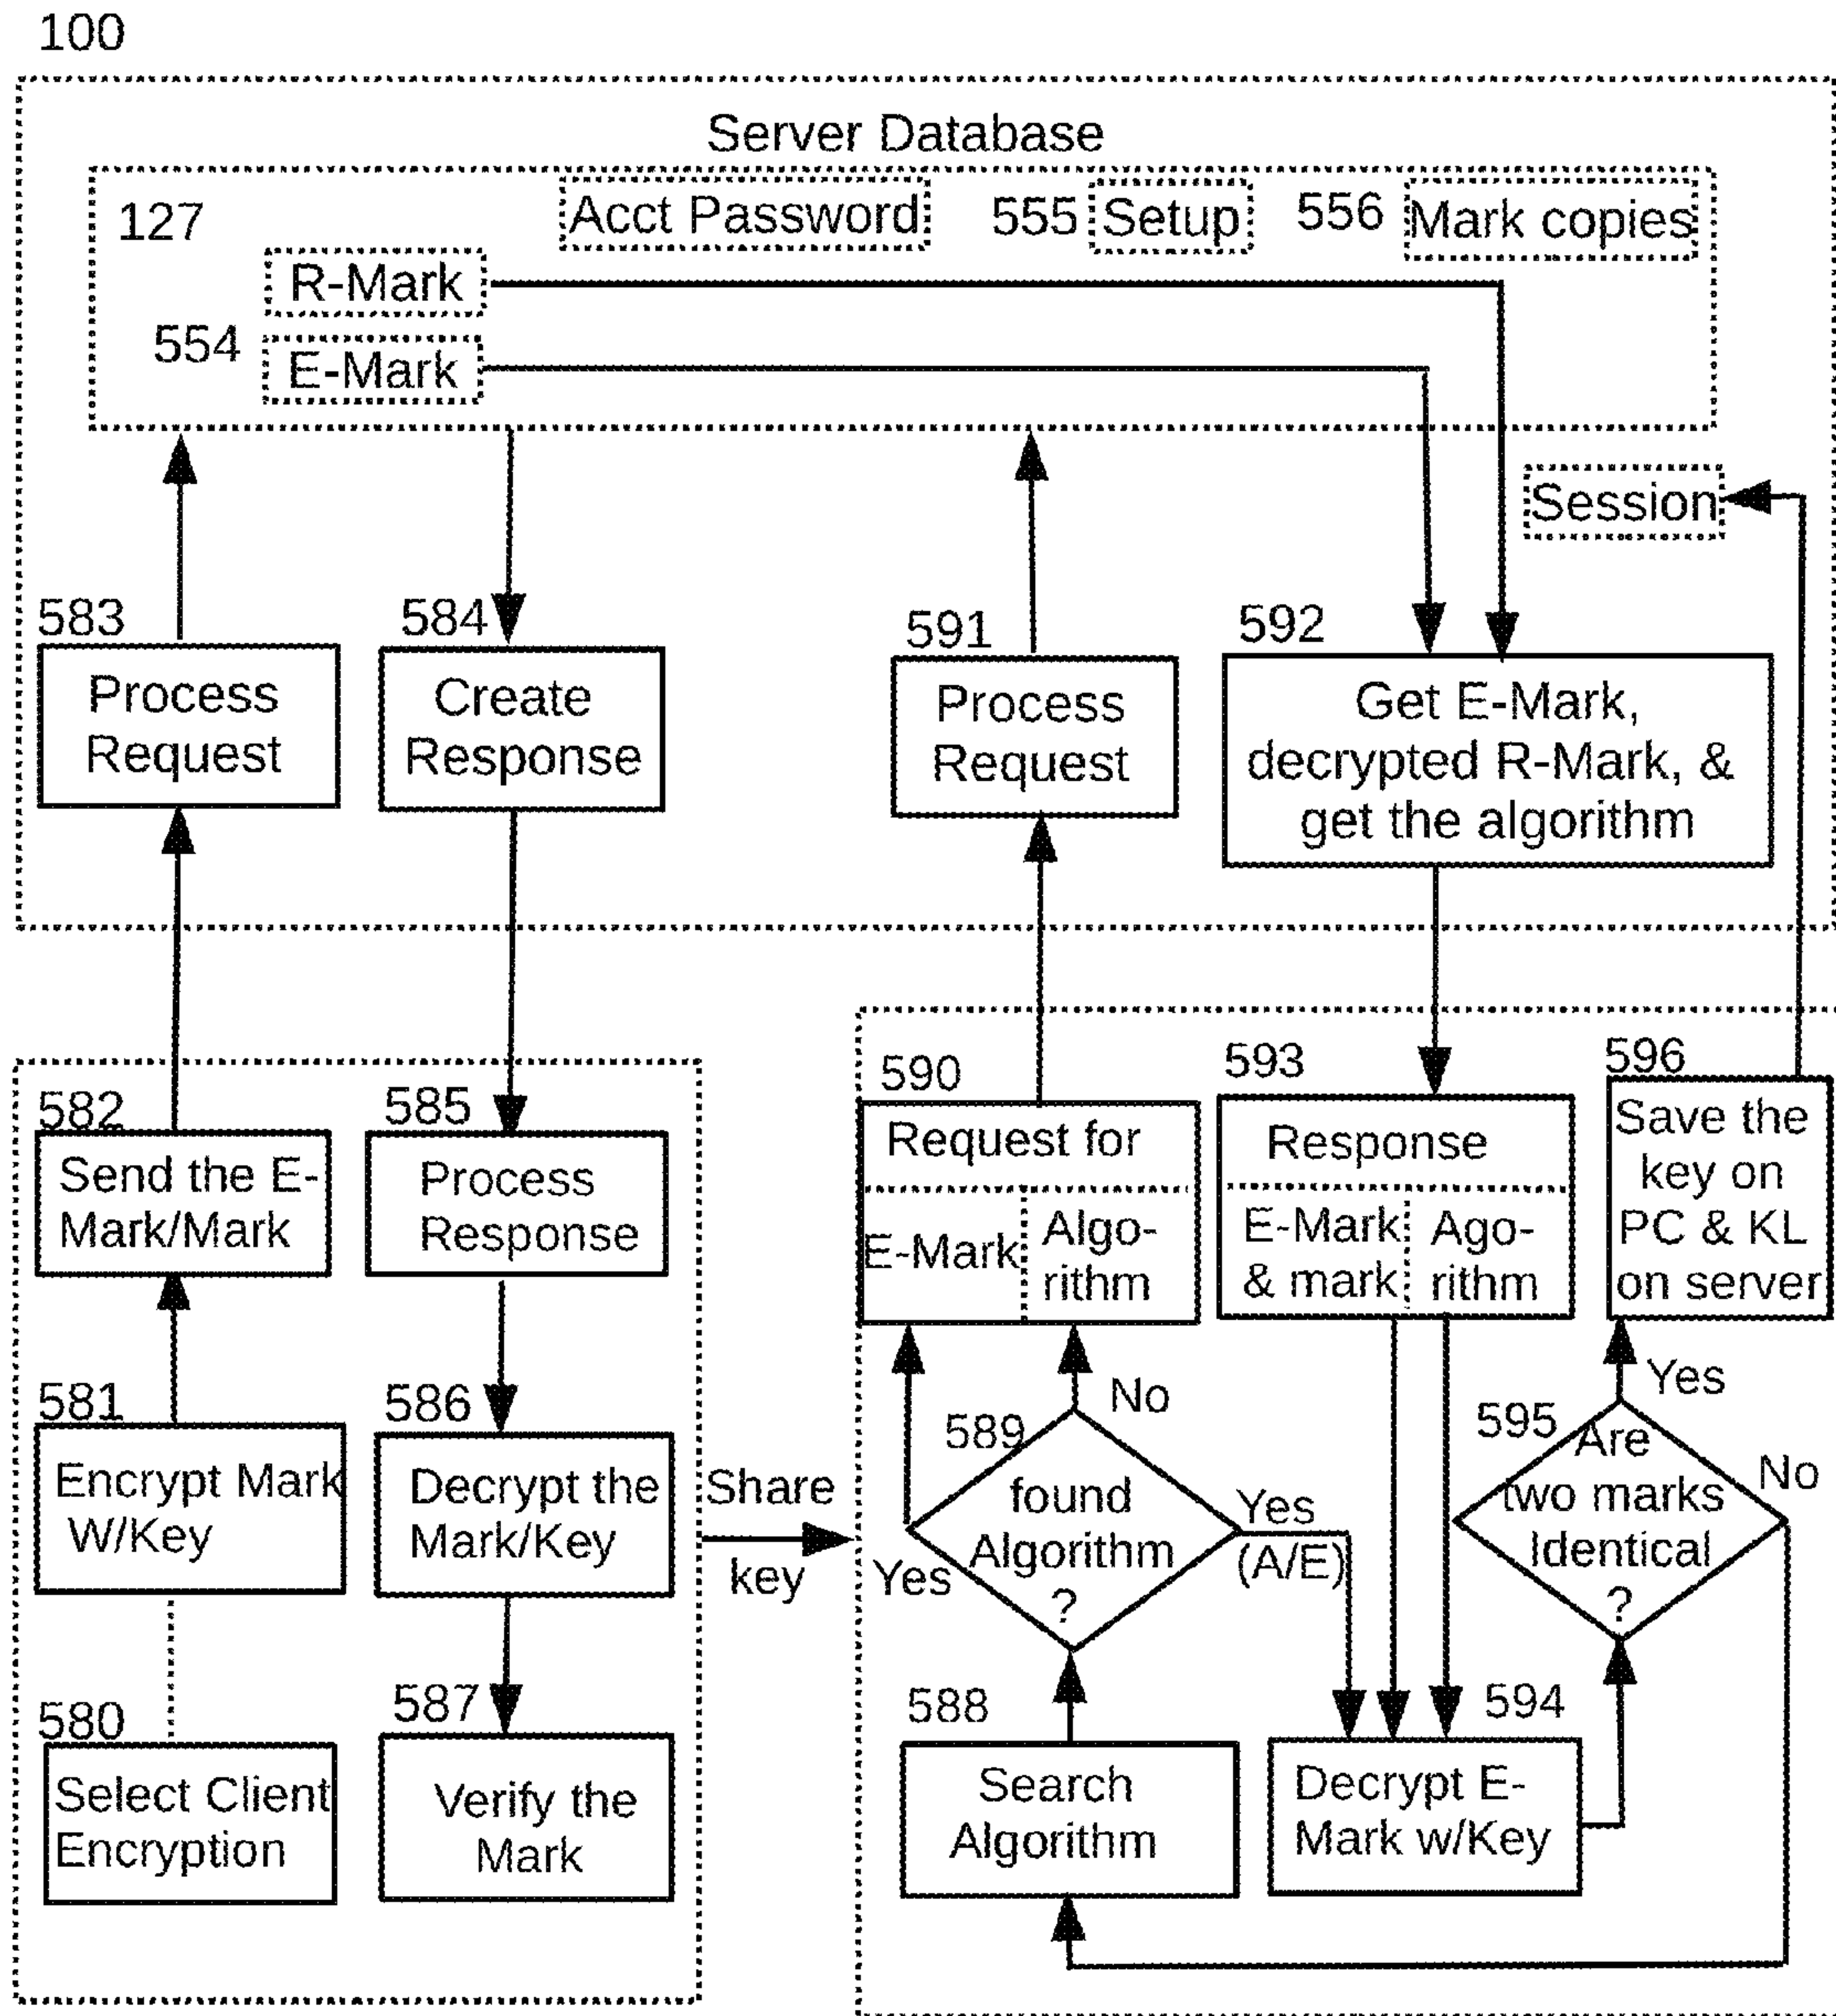 100
Server Database
127
Acct Password
555
Setup
556
Mark copies
R-Mark
554
E-Mark
Session
583
Process
Request
584
Create
Response
591
Process
Request
592
Get E-Mark,
decrypted R-Mark, &
get the algorithm
582
Send the E-
Mark/Mark
585
Process
Response
581
Encrypt Mark
W/Key
586
Decrypt the
Mark/Key
580
Select Client
Encryption
587
Verify the
Mark
Share
key
590
Request for
E-Mark
Algo-
rithm
593
Response
E-Mark
& mark
Ago-
rithm
596
Save the
key on
PC & KL
on server
589
found
Algorithm
?
No
Yes
Yes
(A/E)
595
Are
two marks
Identical
?
Yes
No
588
Search
Algorithm
594
Decrypt E-
Mark w/Key